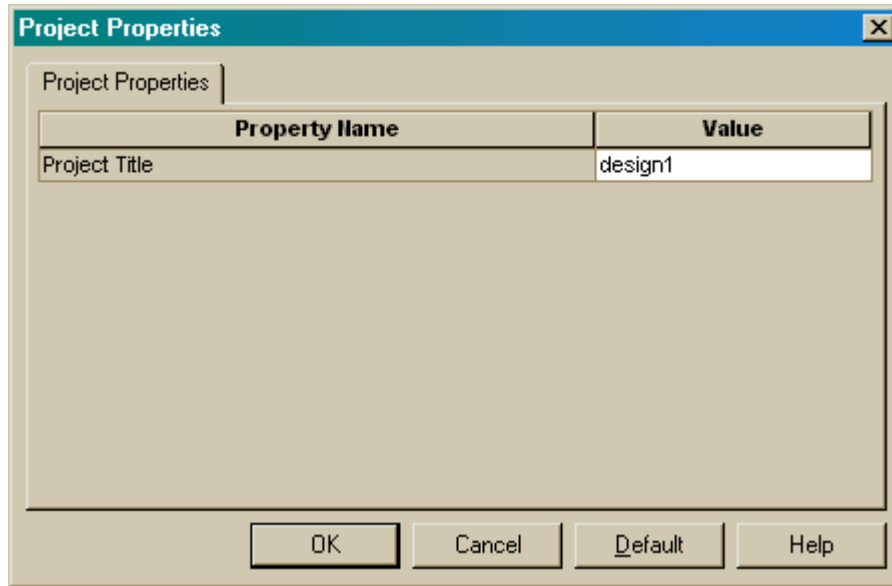 Project Properties
Project Properties
Property Name Value
Project Title design1
OK Cancel Default Help